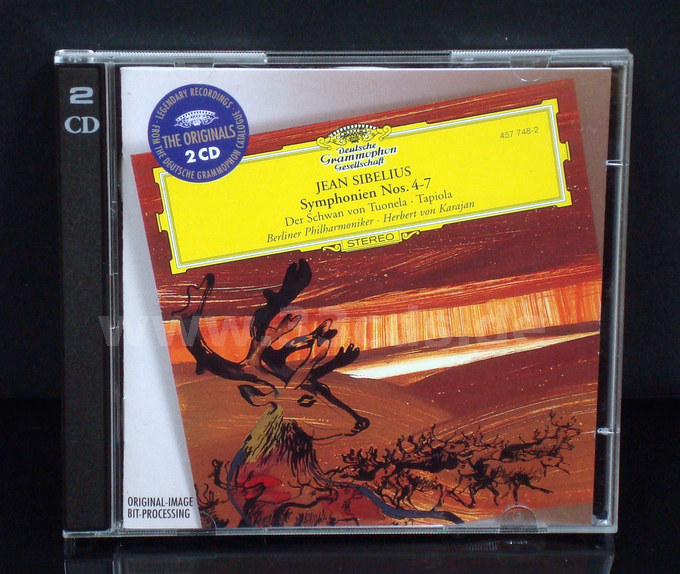 2
CD
LEGENDARY RECORDINGS
FROM THE DEUTSCHE GRAMMOPHON CATALOGUE
THE ORIGINALS
2 CD
Deutsche
Grammophon
Gesellschaft
457 748-2
JEAN SIBELIUS
Symphonien Nos. 4-7
Der Schwan von Tuonela · Tapiola
Berliner Philharmoniker · Herbert von Karajan
STEREO
ORIGINAL-IMAGE
BIT-PROCESSING